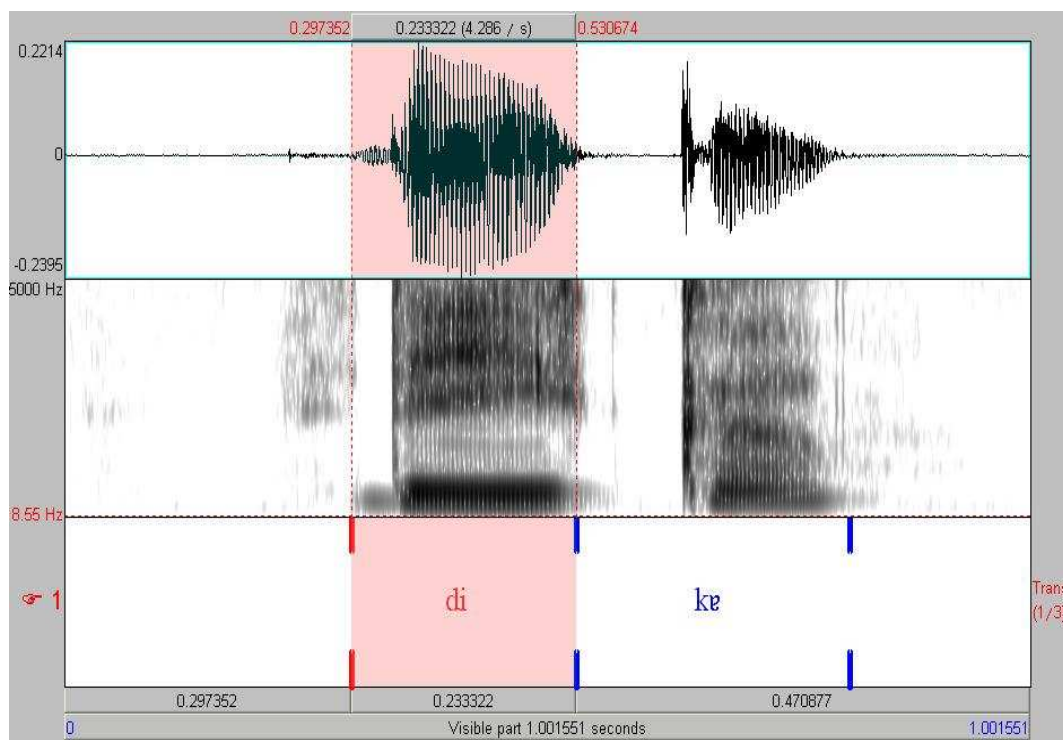 0.297352 0.233322 (4.286 / s) 0.530674
0.2214
0
-0.2395
5000 Hz
8.55 Hz
☞ 1 di kɐ Trans
(1/3)
0.297352 0.233322 0.470877
0 Visible part 1.001551 seconds 1.001551